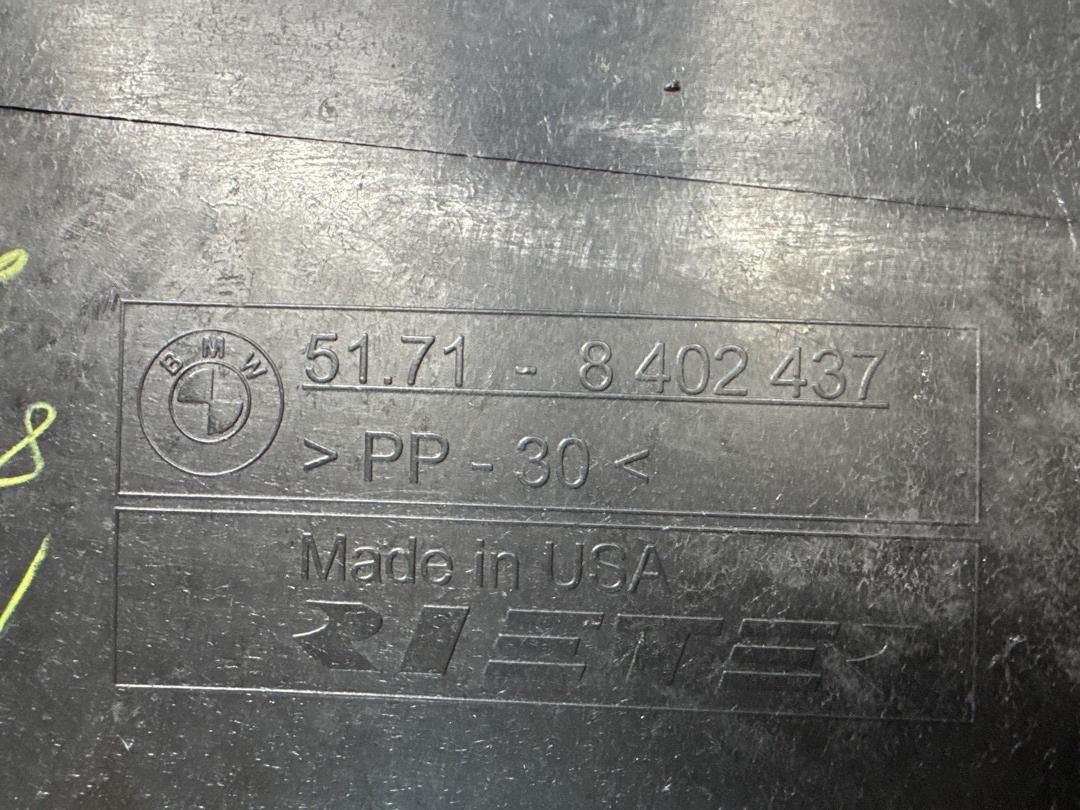 BMW
51.71 - 8 402 437
> PP - 30 <
Made in USA
RIETER